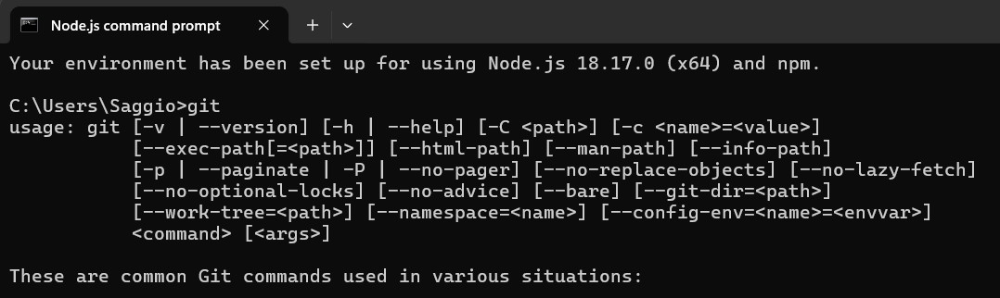 Node.js command prompt
Your environment has been set up for using Node.js 18.17.0 (x64) and npm.
C:\Users\Saggio>git
usage: git [-v | --version] [-h | --help] [-C <path>] [-c <name>=<value>]
           [--exec-path[=<path>]] [--html-path] [--man-path] [--info-path]
           [-p | --paginate | -P | --no-pager] [--no-replace-objects] [--no-lazy-fetch]
           [--no-optional-locks] [--no-advice] [--bare] [--git-dir=<path>]
           [--work-tree=<path>] [--namespace=<name>] [--config-env=<name>=<envvar>]
           <command> [<args>]
These are common Git commands used in various situations: